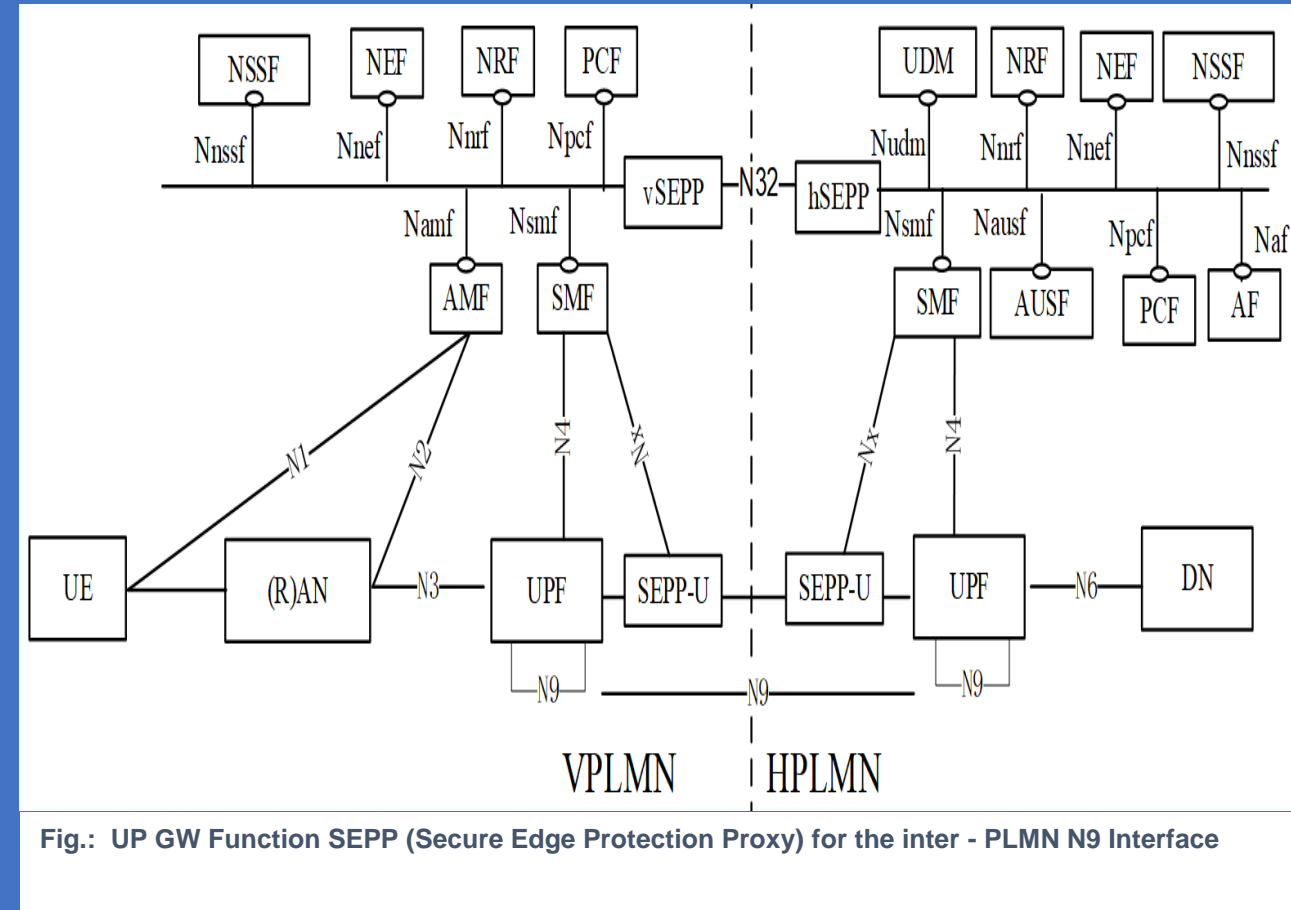 NSSF NEF NRF PCF UDM NRF NEF NSSF
Nnssf Nnef Nnrf Npcf Nudm Nnrf Nnef Nnssf
vSEPP N32 hSEPP
Namf Nsmf Nsmf Nausf Npcf Naf
AMF SMF SMF AUSF PCF AF
N1 N2 N4 Nx Nx N4
UE (R)AN N3 UPF SEPP-U SEPP-U UPF N6 DN
N9 N9 N9
VPLMN HPLMN
Fig.: UP GW Function SEPP (Secure Edge Protection Proxy) for the inter - PLMN N9 Interface